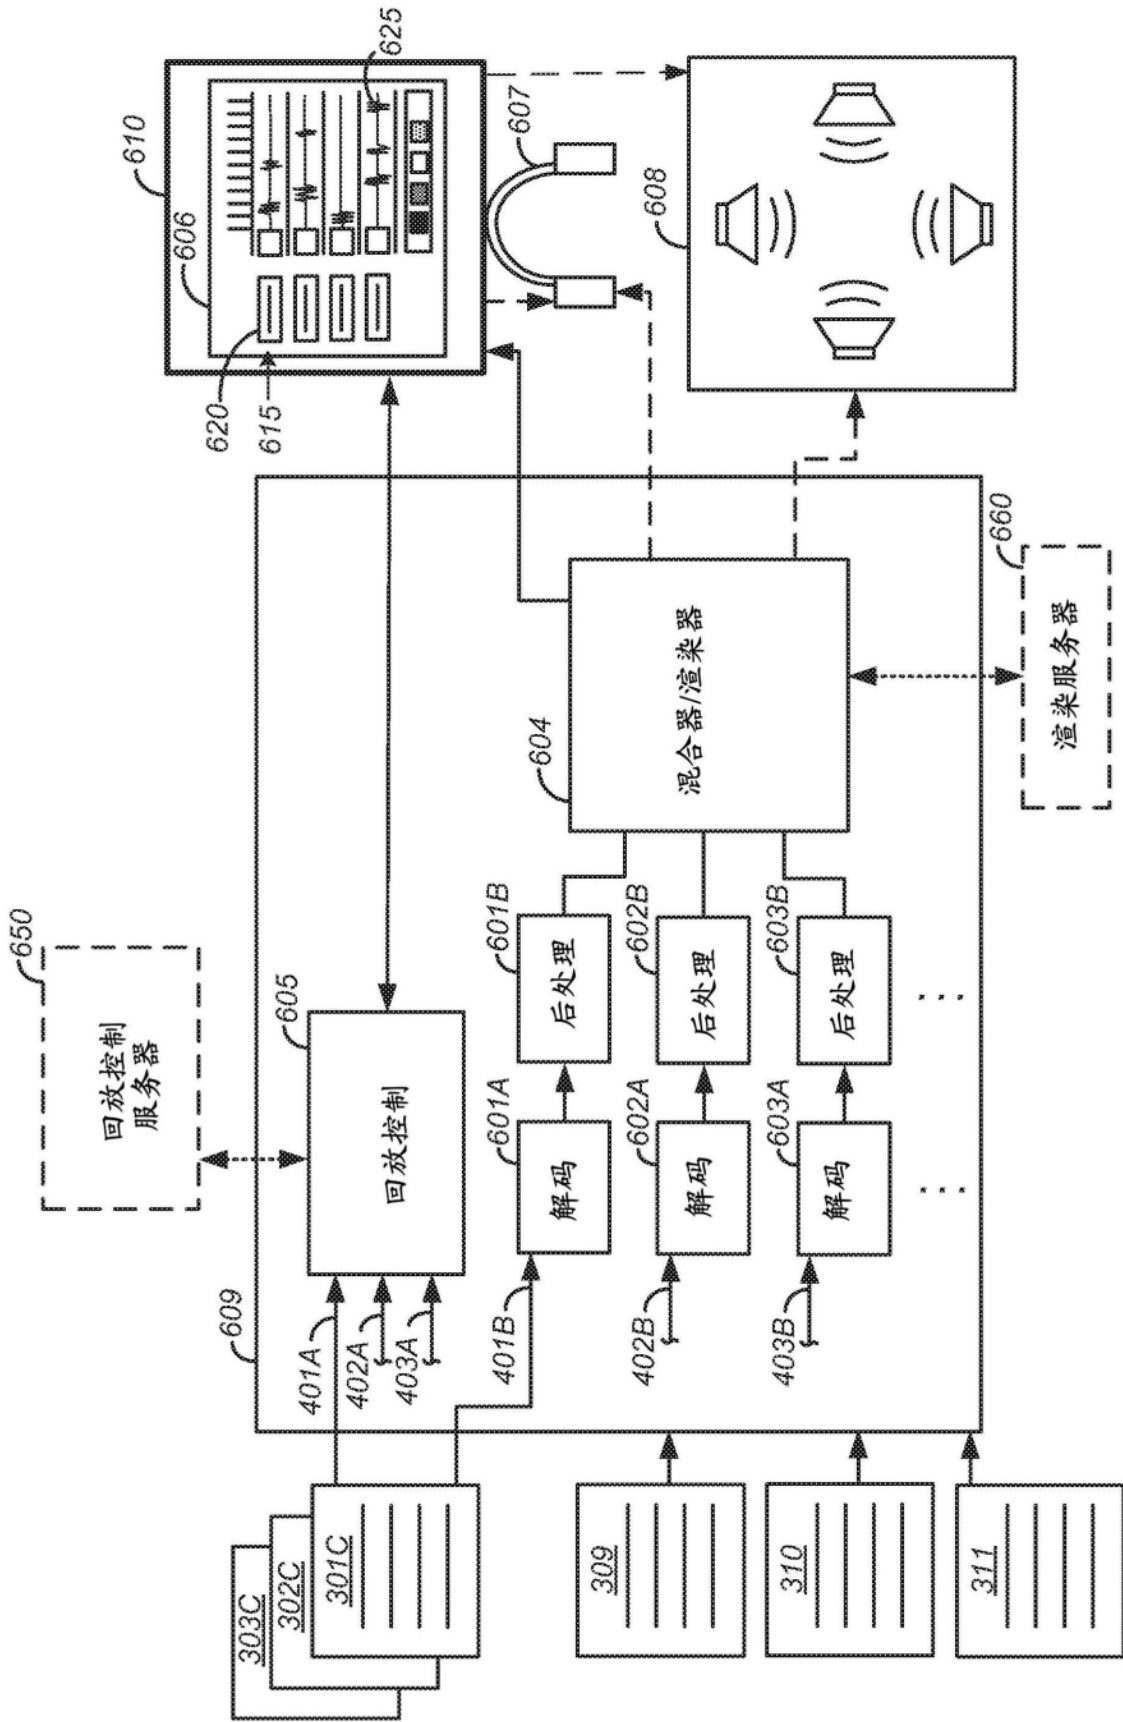 610
606
625
620
615
607
608
650
回放控制
服务器
609
605
回放控制
401A
402A
403A
601A
601B
401B
解码
后处理
602A
602B
402B
解码
后处理
603A
603B
403B
解码
后处理
...
...
604
混合器/渲染器
660
渲染服务器
303C
302C
301C
309
310
311